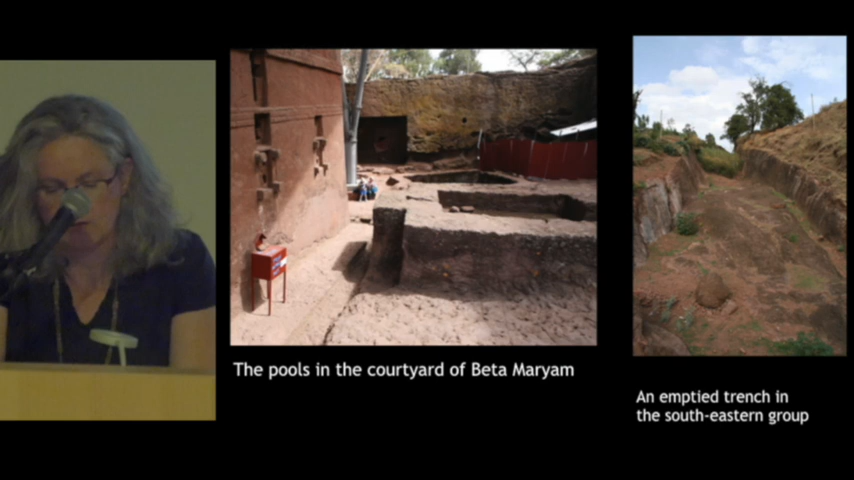 The pools in the courtyard of Beta Maryam
An emptied trench in
the south-eastern group